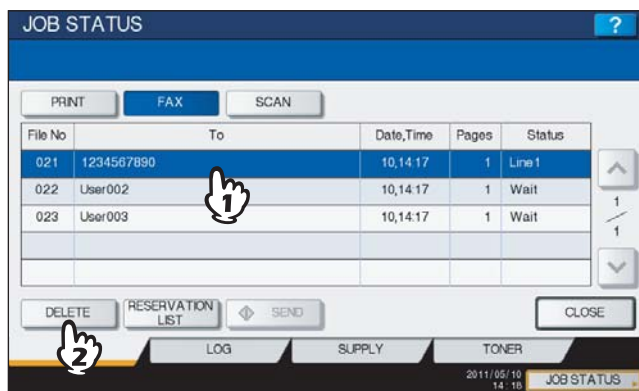 JOB STATUS ?
PRINT FAX SCAN
File No To Date,Time Pages Status
021 1234567890 10,14:17 1 Line1
022 User002 10,14:17 1 Wait
023 User003 10,14:17 1 Wait
1
1
1
DELETE RESERVATION LIST SEND CLOSE
2
LOG SUPPLY TONER
2011/05/10
14:18 JOB STATUS